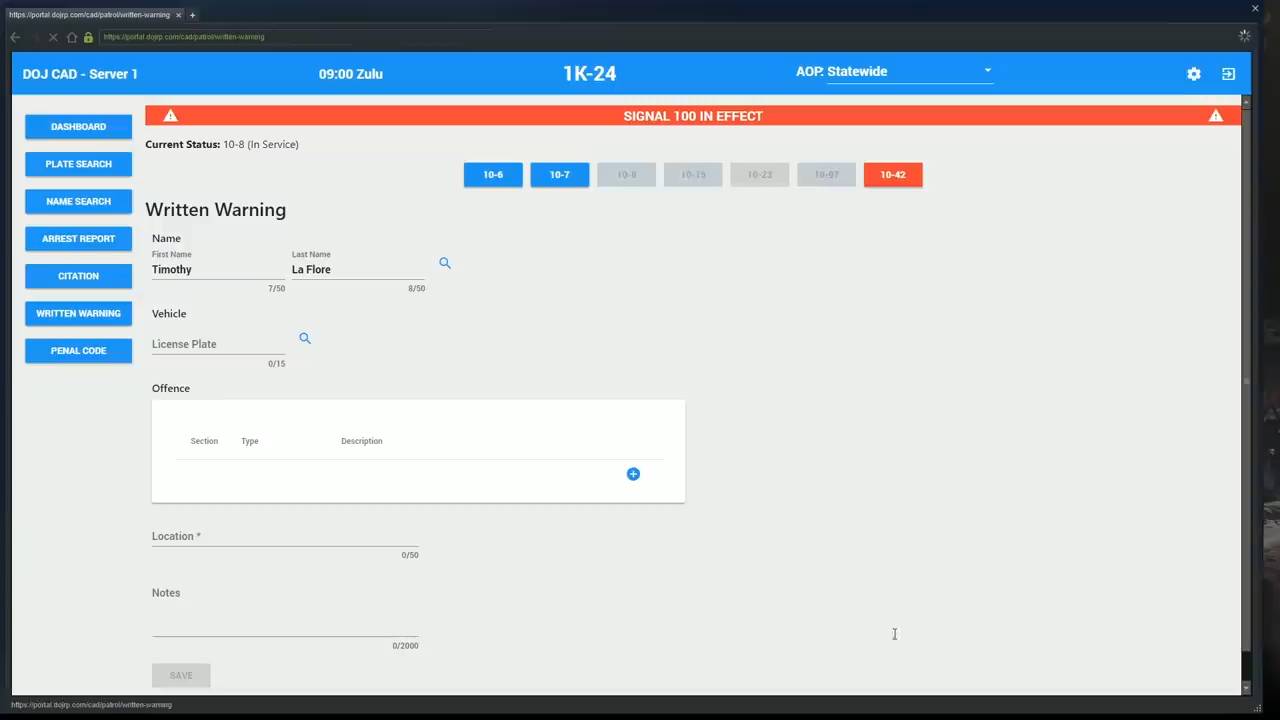 https://portal.dojrp.com/cad/patrol/written-warning
https://portal.dojrp.com/cad/patrol/written-warning
DOJ CAD - Server 1
09:00 Zulu
1K-24
AOP: Statewide
SIGNAL 100 IN EFFECT
DASHBOARD
PLATE SEARCH
NAME SEARCH
ARREST REPORT
CITATION
WRITTEN WARNING
PENAL CODE
Current Status: 10-8 (In Service)
10-6
10-7
10-8
10-15
10-23
10-97
10-42
Written Warning
Name
First Name
Last Name
Timothy
La Flore
7/50
8/50
Vehicle
License Plate
0/15
Offence
Section
Type
Description
Location *
0/50
Notes
0/2000
SAVE
https://portal.dojrp.com/cad/patrol/written-warning